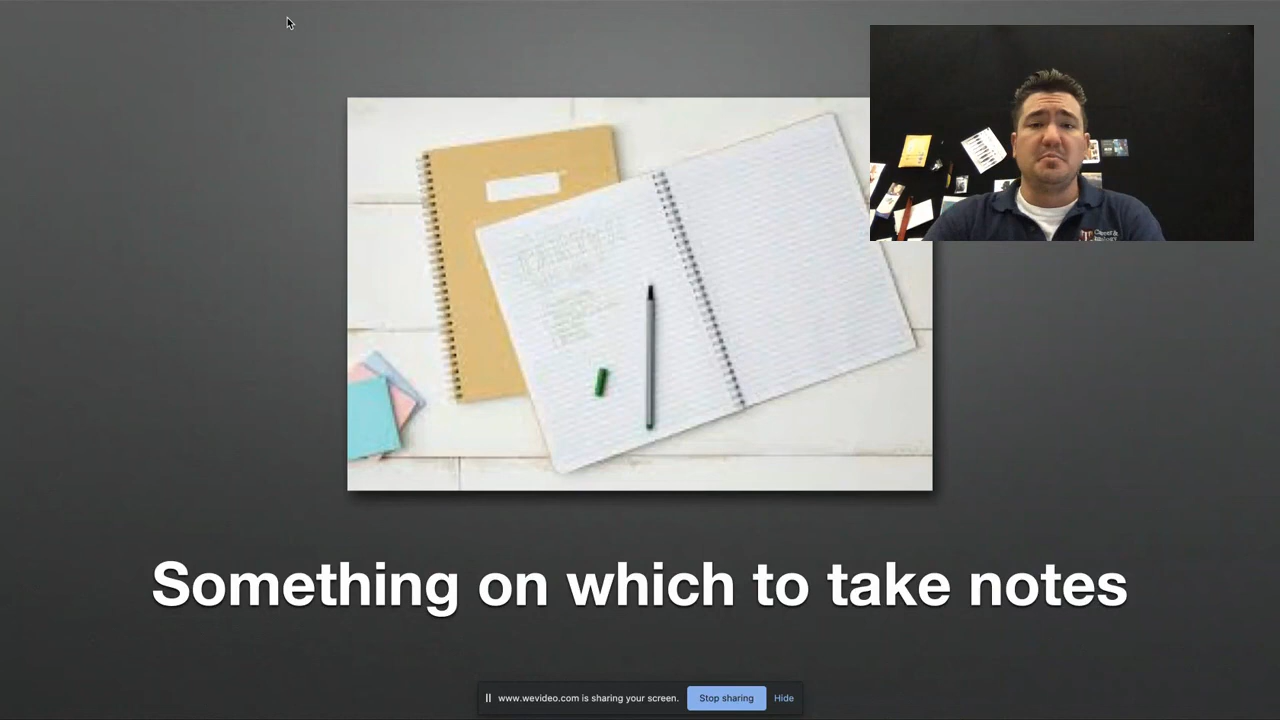 Something on which to take notes
www.wevideo.com is sharing your screen. Stop sharing Hide